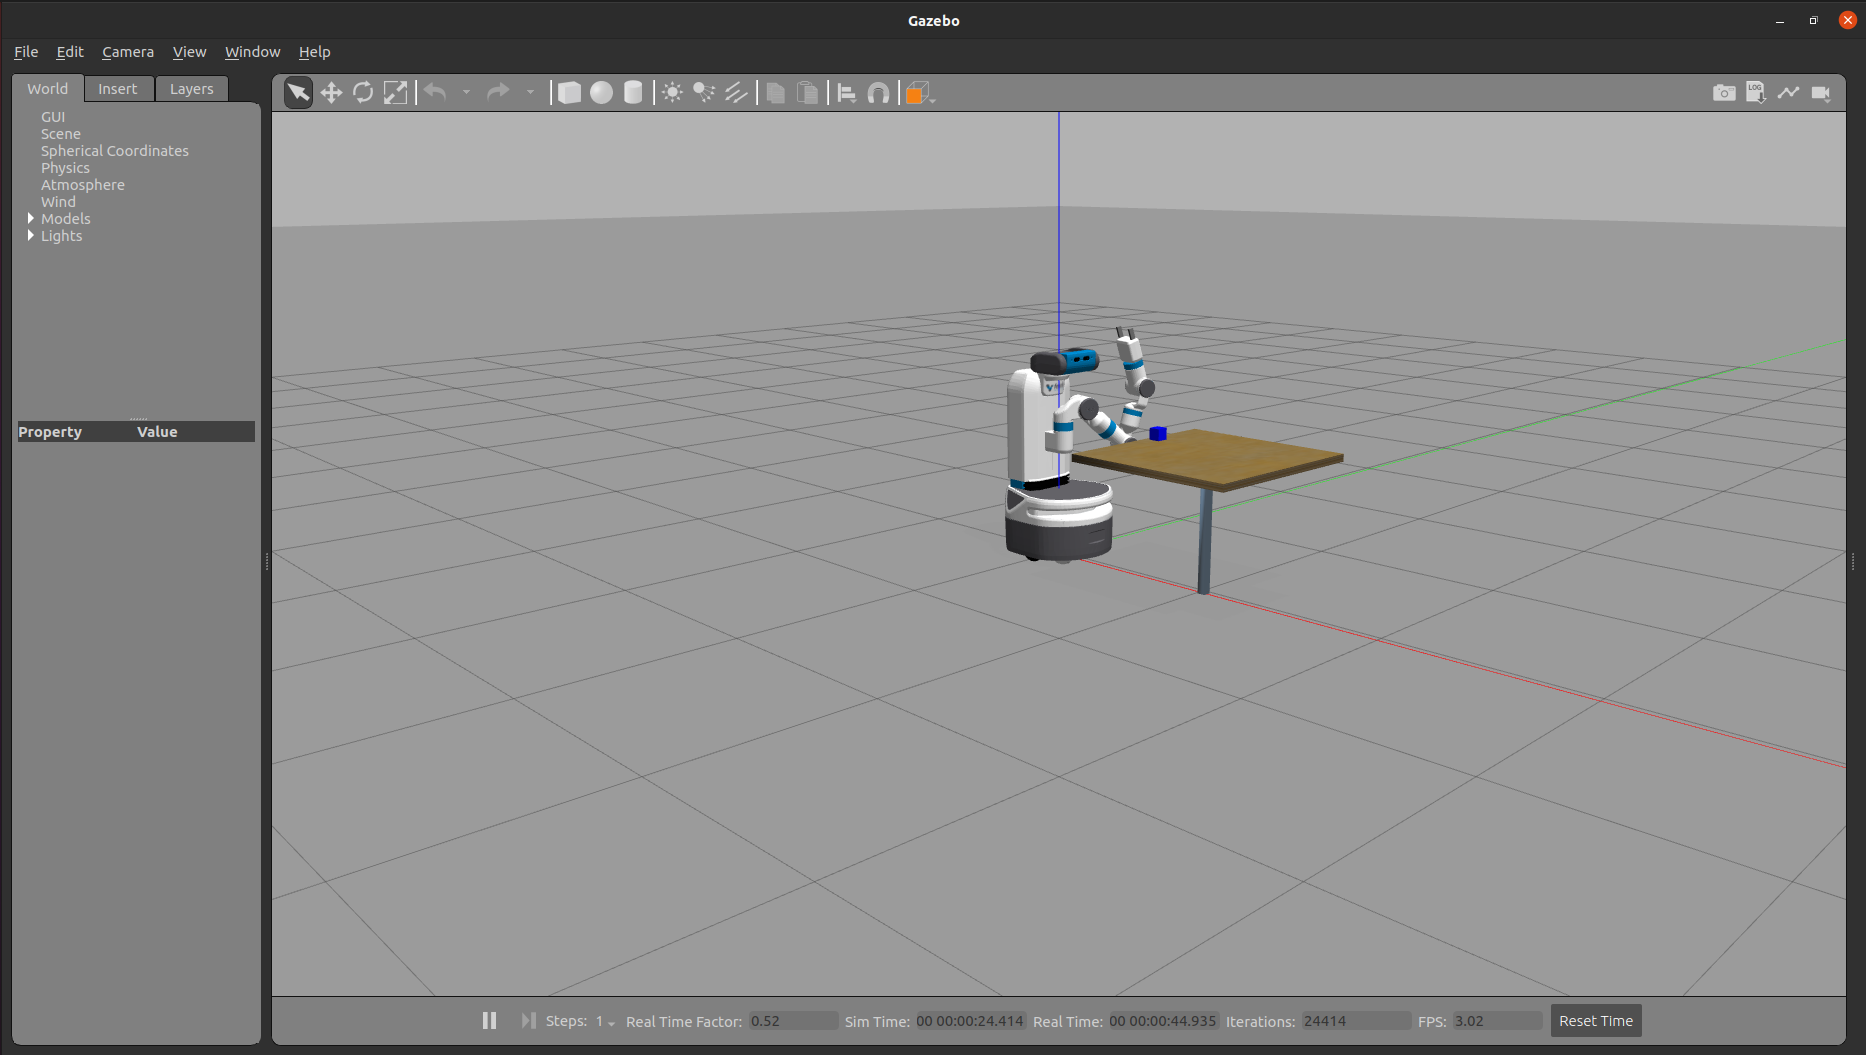 Gazebo
File Edit Camera View Window Help
World Insert Layers
LOG
GUI
Scene
Spherical Coordinates
Physics
Atmosphere
Wind
Models
Lights
Property Value
Steps: 1 Real Time Factor: 0.52 Sim Time: 00 00:00:24.414 Real Time: 00 00:00:44.935 Iterations: 24414 FPS: 3.02 Reset Time